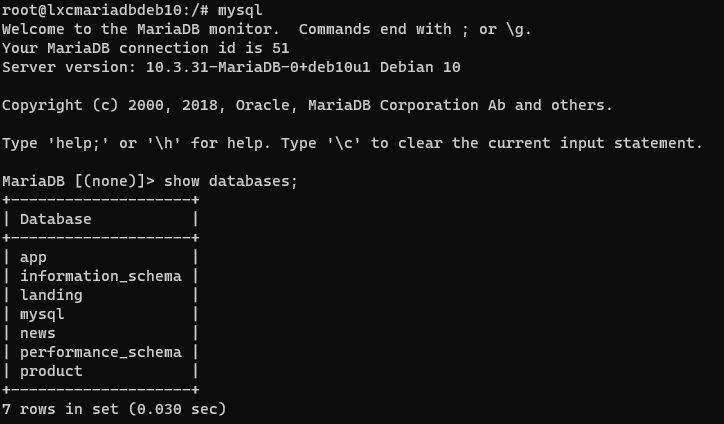 root@lxcmariadbdeb10:/# mysql
Welcome to the MariaDB monitor.  Commands end with ; or \g.
Your MariaDB connection id is 51
Server version: 10.3.31-MariaDB-0+deb10u1 Debian 10

Copyright (c) 2000, 2018, Oracle, MariaDB Corporation Ab and others.

Type 'help;' or '\h' for help. Type '\c' to clear the current input statement.

MariaDB [(none)]> show databases;
+--------------------+
| Database           |
+--------------------+
| app                |
| information_schema |
| landing            |
| mysql              |
| news               |
| performance_schema |
| product            |
+--------------------+
7 rows in set (0.030 sec)